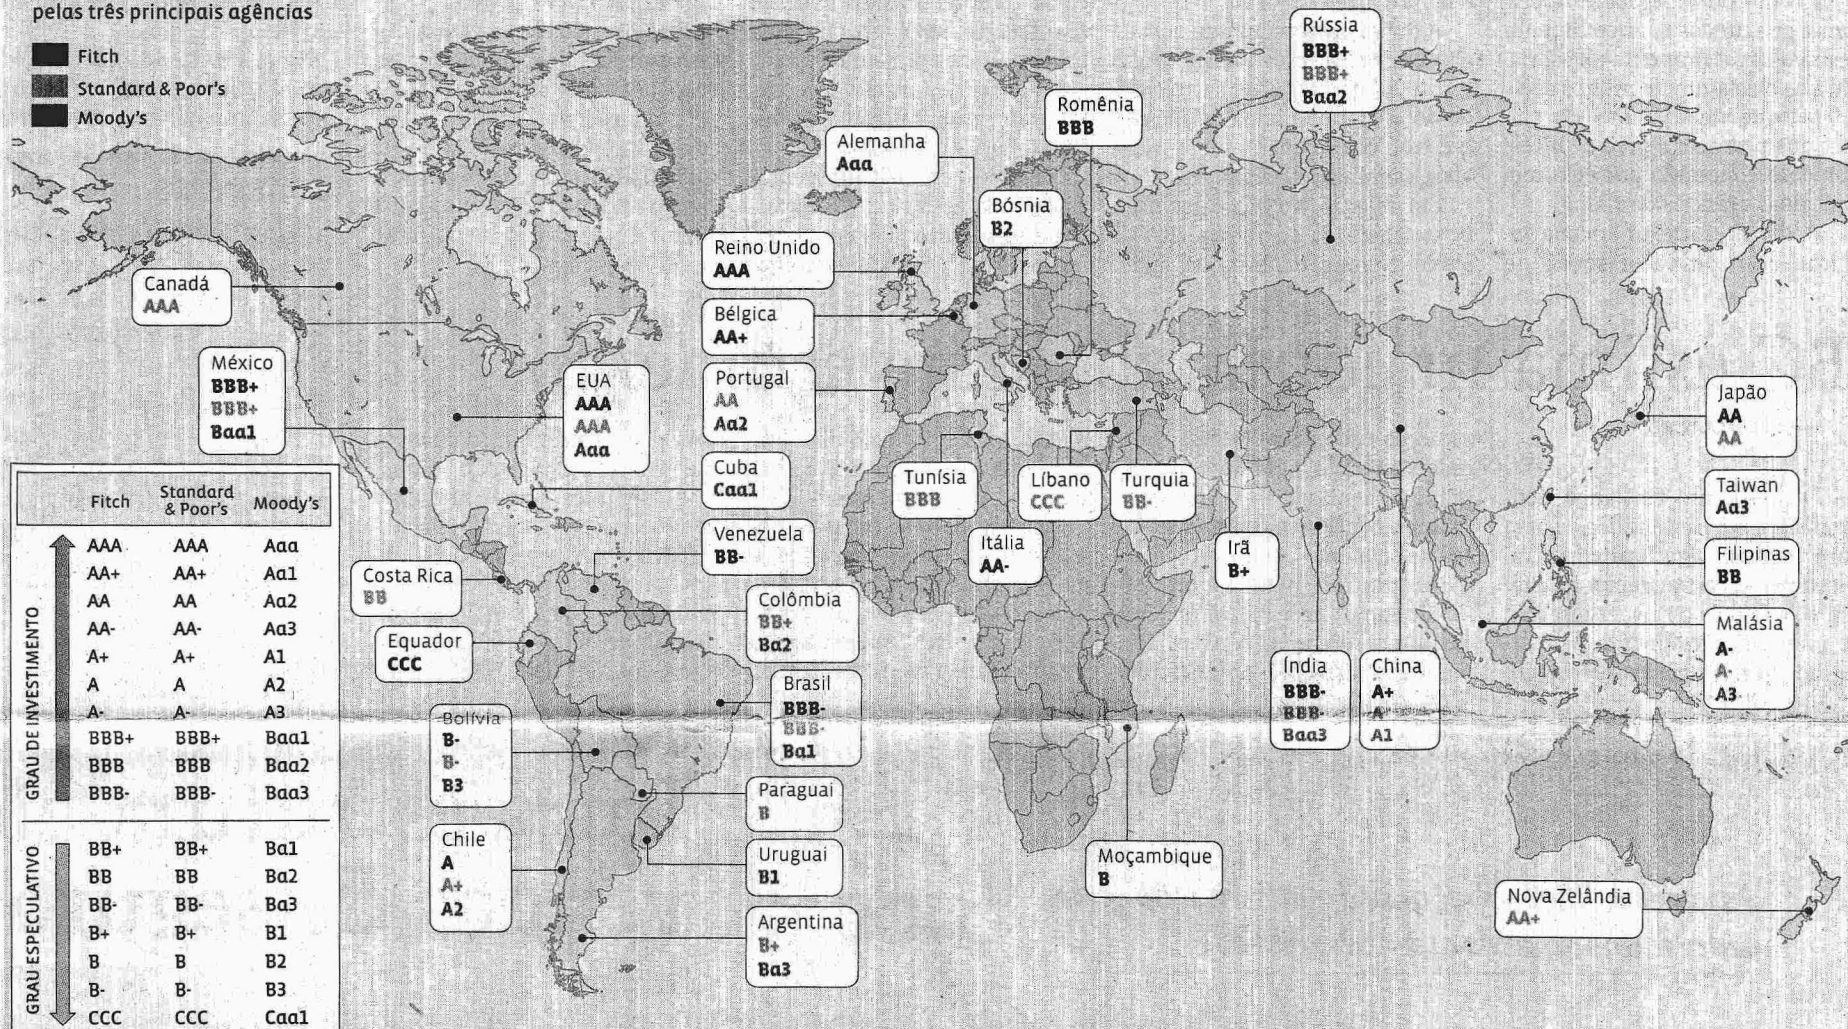 pelas três principais agências
Fitch
Standard & Poor's
Moody's
Rússia
BBB+
BBB+
Baa2
Romênia
BBB
Alemanha
Aaa
Bósnia
B2
Reino Unido
AAA
Canadá
AAA
Bélgica
AA+
México
BBB+
BBB+
Baa1
EUA
AAA
AAA
Aaa
Portugal
AA
Aa2
Japão
AA
AA
Cuba
Caa1
Tunísia
BBB
Líbano
CCC
Turquia
BB-
Taiwan
Aa3
Venezuela
BB-
Itália
AA-
Irã
B+
Filipinas
BB
Costa Rica
BB
Colômbia
BB+
Ba2
Malásia
A-
A-
A3
Equador
CCC
Brasil
BBB-
BBB-
Ba1
Índia
BBB-
BBB-
Baa3
China
A+
A
A1
Bolívia
B-
B-
B3
Paraguai
B
Chile
A
A+
A2
Uruguai
B1
Moçambique
B
Nova Zelândia
AA+
Argentina
B+
Ba3
Fitch Standard & Poor's Moody's
GRAU DE INVESTIMENTO
AAA AAA Aaa
AA+ AA+ Aa1
AA AA Aa2
AA- AA- Aa3
A+ A+ A1
A A A2
A- A- A3
BBB+ BBB+ Baa1
BBB BBB Baa2
BBB- BBB- Baa3
GRAU ESPECULATIVO
BB+ BB+ Ba1
BB BB Ba2
BB- BB- Ba3
B+ B+ B1
B B B2
B- B- B3
CCC CCC Caa1